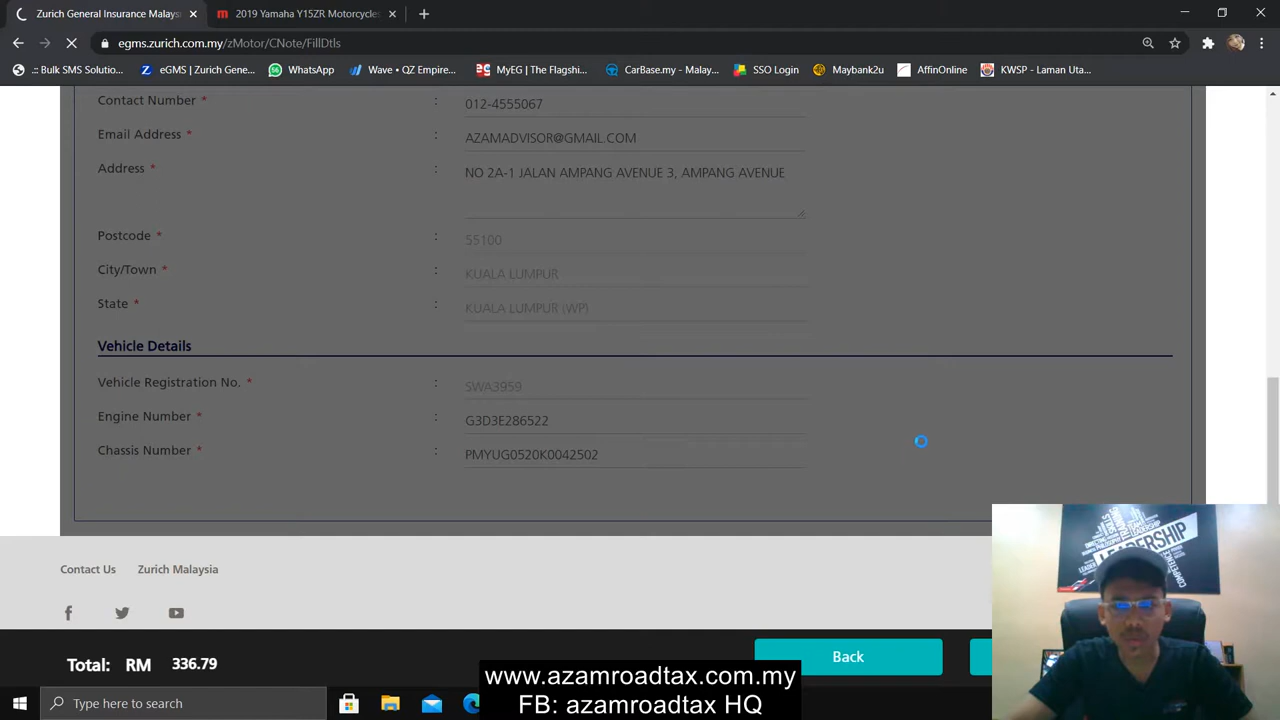 Zurich General Insurance Malays
2019 Yamaha Y15ZR Motorcycles
egms.zurich.com.my/zMotor/CNote/FillDtls
.:: Bulk SMS Solutio...
eGMS | Zurich Gene...
WhatsApp
Wave • QZ Empire...
MyEG | The Flagshi...
CarBase.my - Malay...
SSO Login
Maybank2u
AffinOnline
KWSP - Laman Uta...
Contact Number * : 012-4555067
Email Address * : AZAMADVISOR@GMAIL.COM
Address * : NO 2A-1 JALAN AMPANG AVENUE 3, AMPANG AVENUE
Postcode * : 55100
City/Town * : KUALA LUMPUR
State * : KUALA LUMPUR (WP)
Vehicle Details
Vehicle Registration No. * : SWA3959
Engine Number * : G3D3E286522
Chassis Number * : PMYUG0520K0042502
LEADERSHIP
COMPETENCE
Contact Us
Zurich Malaysia
Total: RM 336.79
Back
www.azamroadtax.com.my
FB: azamroadtax HQ
Type here to search